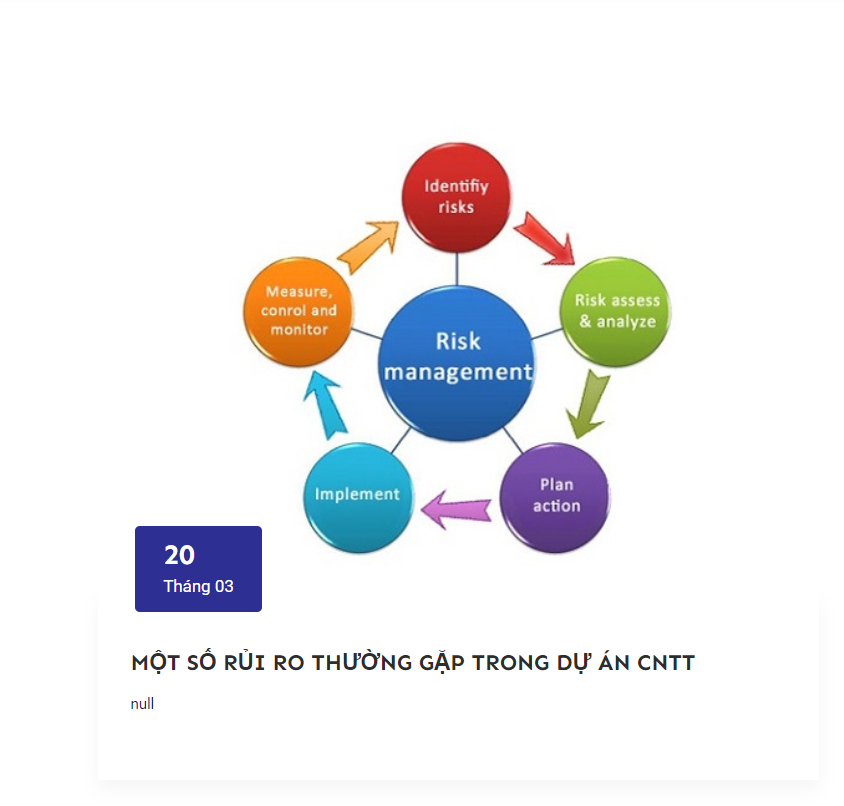 Identifiy
risks
Risk assess
& analyze
Measure,
conrol and
monitor
Risk
management
Implement
Plan
action
20
Tháng 03
MỘT SỐ RỦI RO THƯỜNG GẶP TRONG DỰ ÁN CNTT
null